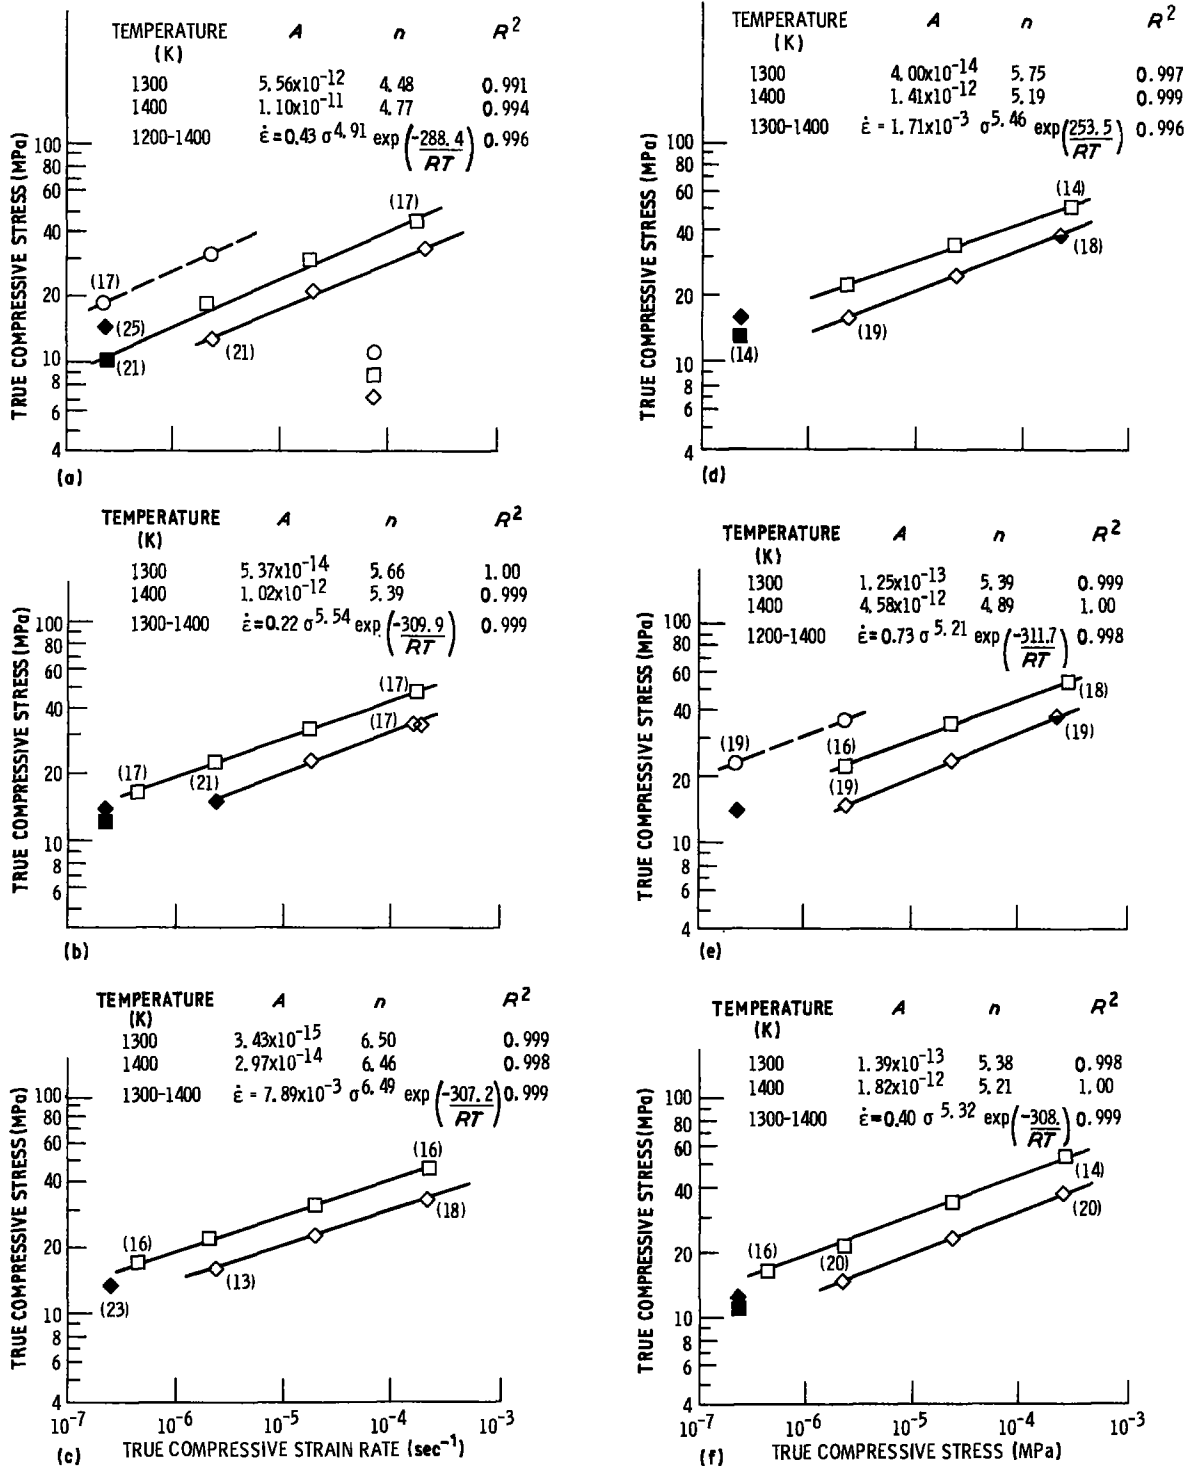 TEMPERATURE (K) A n R²
1300 5.56x10⁻¹² 4.48 0.991
1400 1.10x10⁻¹¹ 4.77 0.994
1200-1400 ε̇=0.43 σ⁴·⁹¹ exp(-288.4/RT) 0.996
TRUE COMPRESSIVE STRESS (MPa)
100
80
60
40
20
10
8
6
4
(17)
(17)
(25)
(21)
(21)
(a)
TEMPERATURE (K) A n R²
1300 5.37x10⁻¹⁴ 5.66 1.00
1400 1.02x10⁻¹² 5.39 0.999
1300-1400 ε̇=0.22 σ⁵·⁵⁴ exp(-309.9/RT) 0.999
TRUE COMPRESSIVE STRESS (MPa)
100
80
60
40
20
10
8
6
(17)
(17)
(17)
(21)
(b)
TEMPERATURE (K) A n R²
1300 3.43x10⁻¹⁵ 6.50 0.999
1400 2.97x10⁻¹⁴ 6.46 0.998
1300-1400 ε̇ = 7.89x10⁻³ σ⁶·⁴⁹ exp(-307.2/RT) 0.999
TRUE COMPRESSIVE STRESS (MPa)
100
80
60
40
20
10
8
6
4
(16)
(16)
(18)
(13)
(23)
10⁻⁷ 10⁻⁶ 10⁻⁵ 10⁻⁴ 10⁻³
(c) TRUE COMPRESSIVE STRAIN RATE (sec⁻¹)
TEMPERATURE (K) A n R²
1300 4.00x10⁻¹⁴ 5.75 0.997
1400 1.41x10⁻¹² 5.19 0.999
1300-1400 ε̇ = 1.71x10⁻³ σ⁵·⁴⁶ exp(253.5/RT) 0.996
TRUE COMPRESSIVE STRESS (MPa)
100
80
60
40
20
10
8
6
4
(14)
(18)
(19)
(14)
(d)
TEMPERATURE (K) A n R²
1300 1.25x10⁻¹³ 5.39 0.999
1400 4.58x10⁻¹² 4.89 1.00
1200-1400 ε̇=0.73 σ⁵·²¹ exp(-311.7/RT) 0.998
TRUE COMPRESSIVE STRESS (MPa)
100
80
60
40
20
10
8
6
4
(18)
(19)
(16)
(19)
(19)
(e)
TEMPERATURE (K) A n R²
1300 1.39x10⁻¹³ 5.38 0.998
1400 1.82x10⁻¹² 5.21 1.00
1300-1400 ε̇=0.40 σ⁵·³² exp(-308./RT) 0.999
TRUE COMPRESSIVE STRESS (MPa)
100
80
60
40
20
10
8
6
4
(14)
(20)
(16)
(20)
10⁻⁷ 10⁻⁶ 10⁻⁵ 10⁻⁴ 10⁻³
(f) TRUE COMPRESSIVE STRESS (MPa)